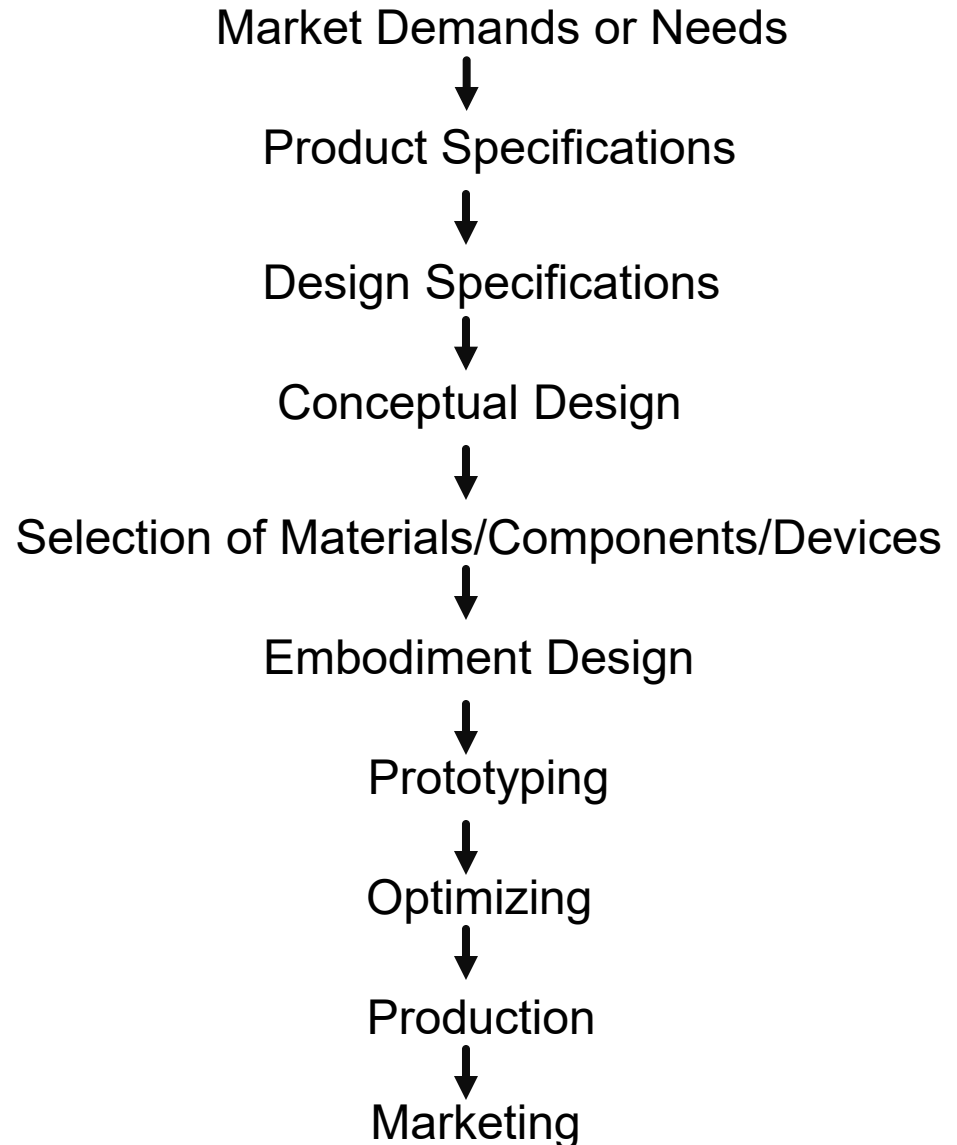 Market Demands or Needs
Product Specifications
Design Specifications
Conceptual Design
Selection of Materials/Components/Devices
Embodiment Design
Prototyping
Optimizing
Production
Marketing